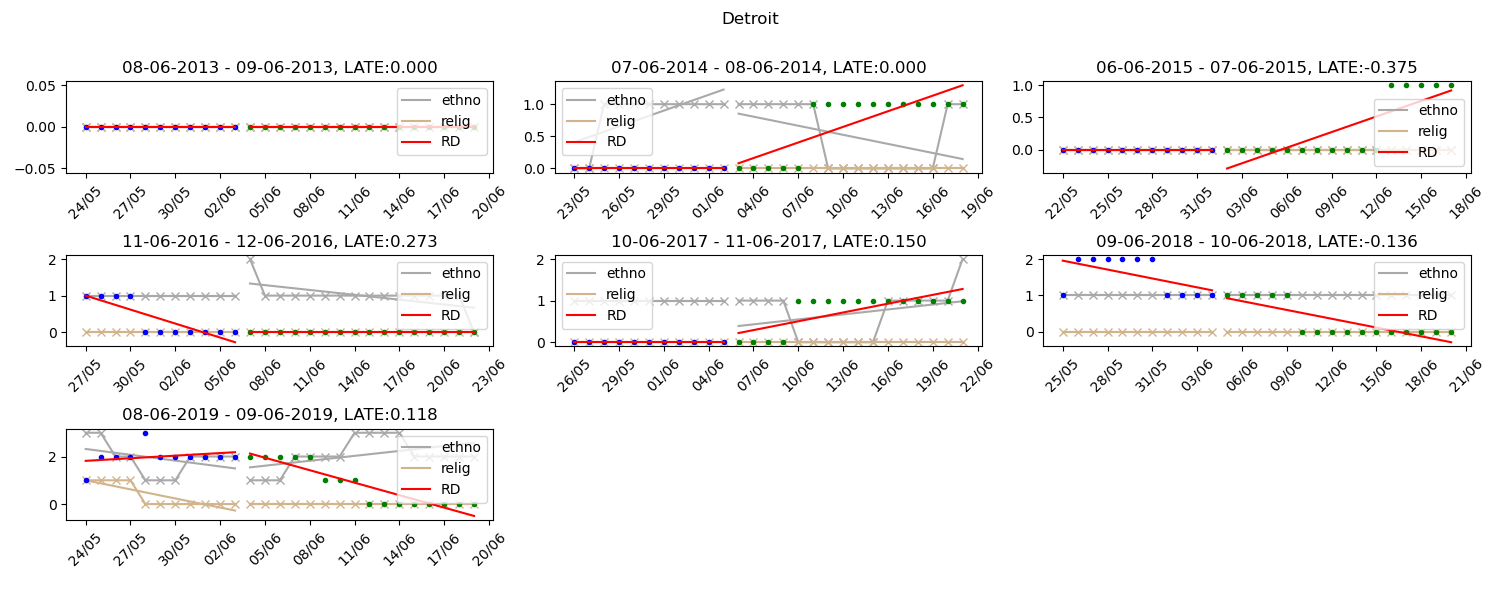 Detroit
08-06-2013 - 09-06-2013, LATE:0.000
0.05
0.00
−0.05
ethno
relig
RD
24/05 27/05 30/05 02/06 05/06 08/06 11/06 14/06 17/06 20/06
07-06-2014 - 08-06-2014, LATE:0.000
1.0
0.5
0.0
ethno
relig
RD
23/05 26/05 29/05 01/06 04/06 07/06 10/06 13/06 16/06 19/06
06-06-2015 - 07-06-2015, LATE:-0.375
1.0
0.5
0.0
ethno
relig
RD
22/05 25/05 28/05 31/05 03/06 06/06 09/06 12/06 15/06 18/06
11-06-2016 - 12-06-2016, LATE:0.273
2
1
0
ethno
relig
RD
27/05 30/05 02/06 05/06 08/06 11/06 14/06 17/06 20/06 23/06
10-06-2017 - 11-06-2017, LATE:0.150
2
1
0
ethno
relig
RD
26/05 29/05 01/06 04/06 07/06 10/06 13/06 16/06 19/06 22/06
09-06-2018 - 10-06-2018, LATE:-0.136
2
1
0
ethno
relig
RD
25/05 28/05 31/05 03/06 06/06 09/06 12/06 15/06 18/06 21/06
08-06-2019 - 09-06-2019, LATE:0.118
2
0
ethno
relig
RD
24/05 27/05 30/05 02/06 05/06 08/06 11/06 14/06 17/06 20/06